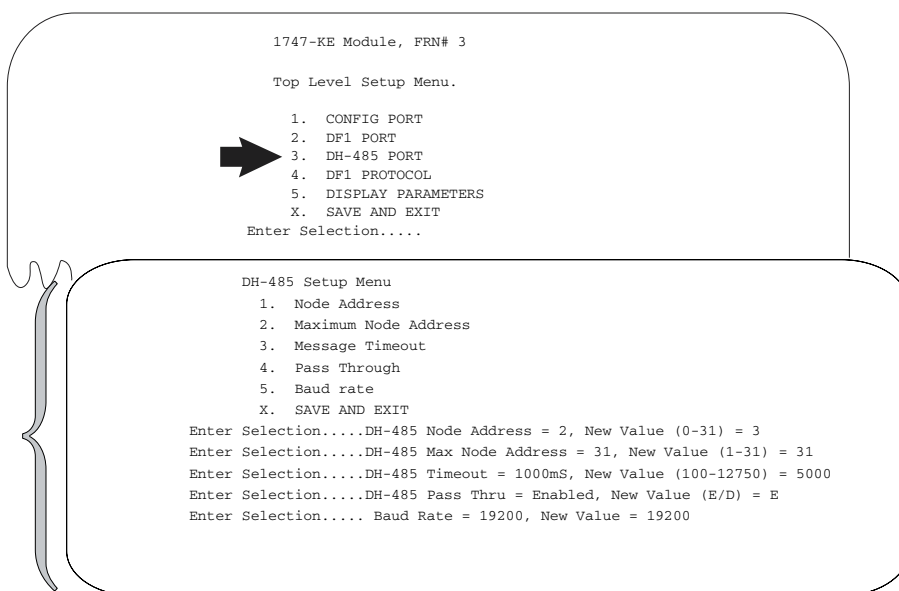 1747-KE Module, FRN# 3
Top Level Setup Menu.
1. CONFIG PORT
2. DF1 PORT
3. DH-485 PORT
4. DF1 PROTOCOL
5. DISPLAY PARAMETERS
X. SAVE AND EXIT
Enter Selection.....
DH-485 Setup Menu
1. Node Address
2. Maximum Node Address
3. Message Timeout
4. Pass Through
5. Baud rate
X. SAVE AND EXIT
Enter Selection.....DH-485 Node Address = 2, New Value (0-31) = 3
Enter Selection.....DH-485 Max Node Address = 31, New Value (1-31) = 31
Enter Selection.....DH-485 Timeout = 1000mS, New Value (100-12750) = 5000
Enter Selection.....DH-485 Pass Thru = Enabled, New Value (E/D) = E
Enter Selection..... Baud Rate = 19200, New Value = 19200